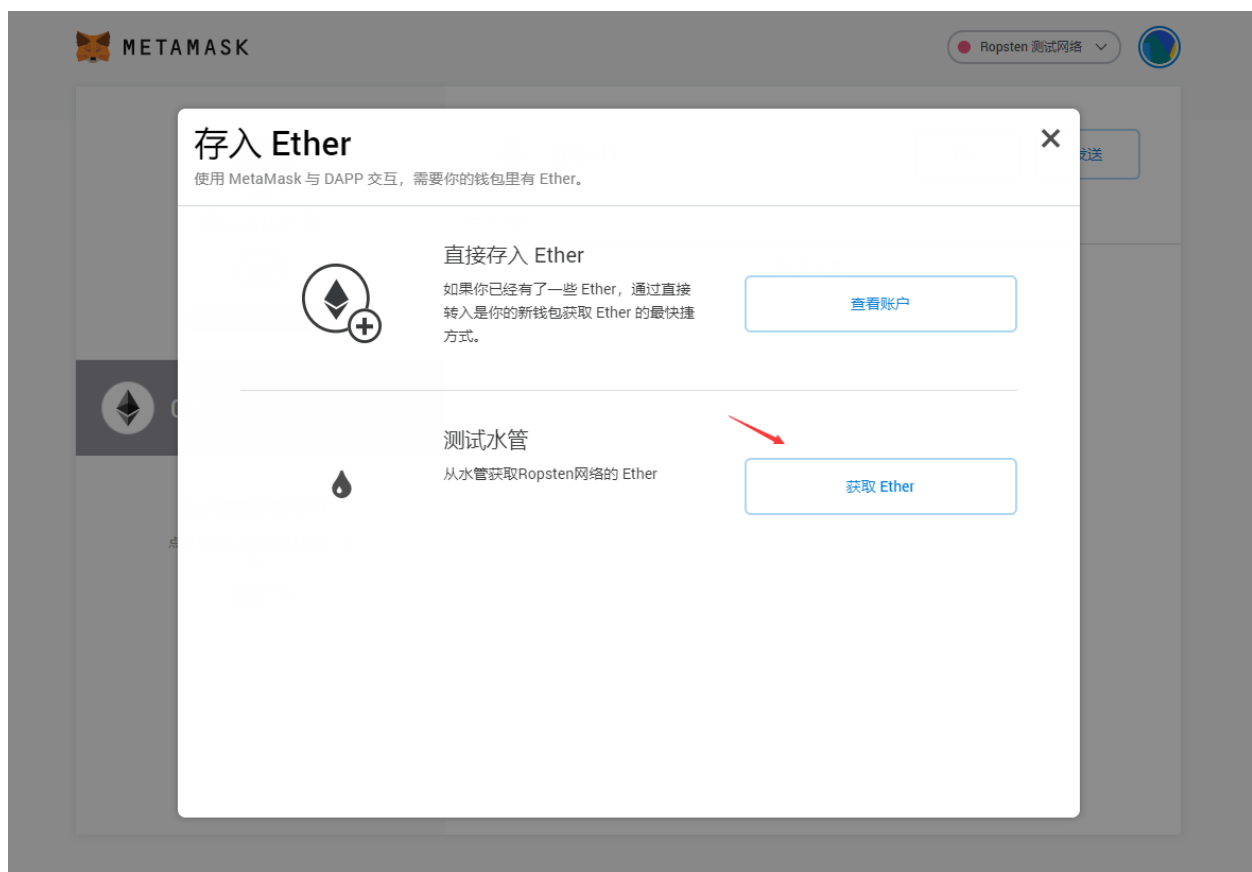 METAMASK
Ropsten 测试网络
存入 Ether
使用 MetaMask 与 DAPP 交互，需要你的钱包里有 Ether。
发送
直接存入 Ether
如果你已经有了一些 Ether，通过直接
转入是你的新钱包获取 Ether 的最快捷
方式。
查看账户
测试水管
从水管获取Ropsten网络的 Ether
获取 Ether